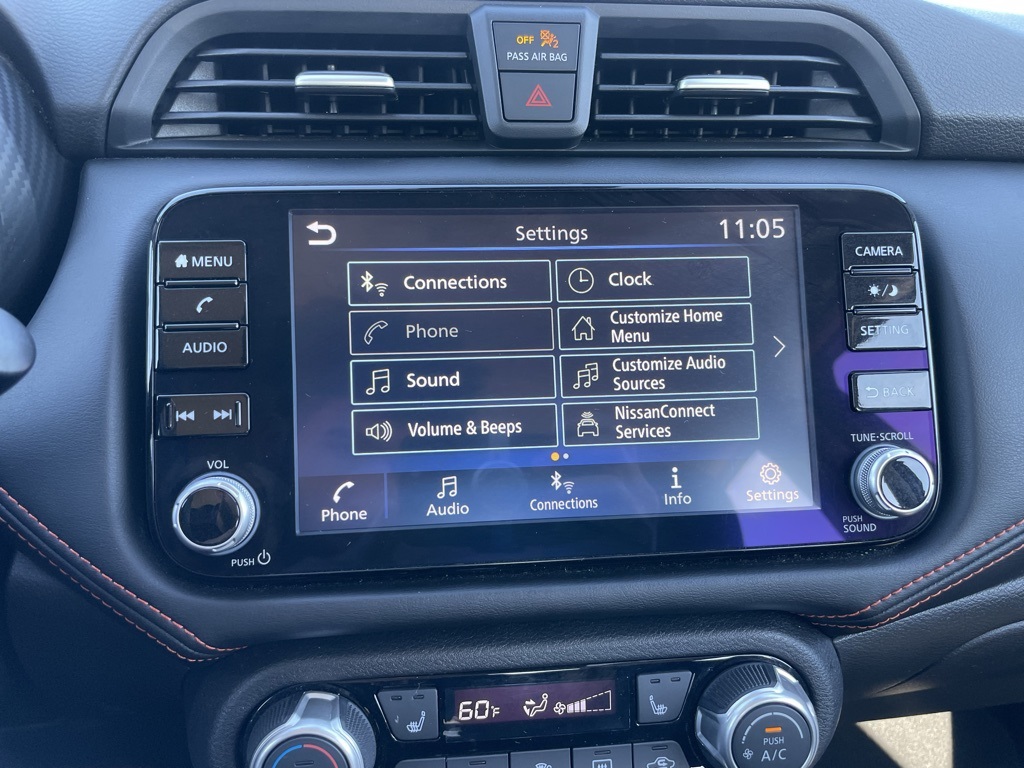 OFF 2
PASS AIR BAG
Settings
11:05
MENU
AUDIO
VOL
PUSH
Connections
Clock
Phone
Customize Home
Menu
Sound
Customize Audio
Sources
Volume & Beeps
NissanConnect
Services
Phone
Audio
Connections
Info
Settings
CAMERA
SETTING
BACK
TUNE·SCROLL
PUSH
SOUND
60°F
PUSH
A/C